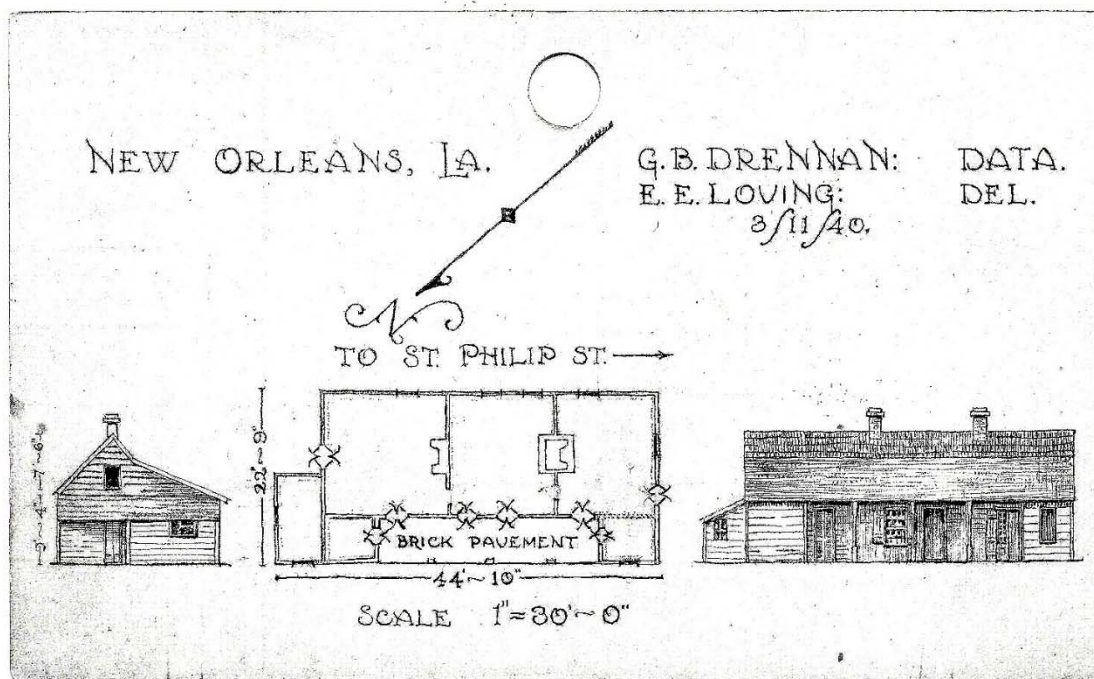 NEW ORLEANS, LA.
G. B. DRENNAN: DATA.
E. E. LOVING: DEL.
3/11/40.
N
TO ST. PHILIP ST.
22'~9"
BRICK PAVEMENT
44'~10"
SCALE 1"=30'~0"